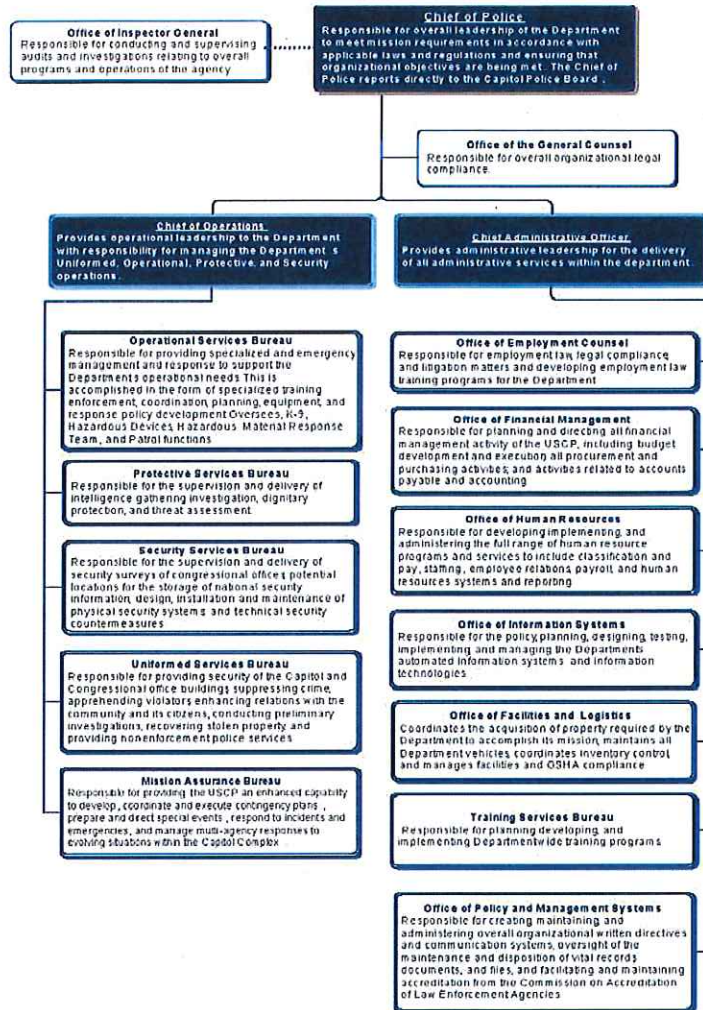 Office of Inspector General
Responsible for conducting and supervising
audits and investigations relating to overall
programs and operations of the agency
Chief of Police
Responsible for overall leadership of the Department
to meet mission requirements in accordance with
applicable laws and regulations and ensuring that
organizational objectives are being met. The Chief of
Police reports directly to the Capitol Police Board.
Office of the General Counsel
Responsible for overall organizational legal
compliance.
Chief of Operations
Provides operational leadership to the Department
with responsibility for managing the Department s
Uniformed, Operational, Protective, and Security
operations.
Chief Administrative Officer
Provides administrative leadership for the delivery
of all administrative services within the department.
Operational Services Bureau
Responsible for providing specialized and emergency
management and response to support the
Departments operational needs This is
accomplished in the form of specialized training
enforcement, coordination, planning, equipment, and
response policy development Oversees, K-9,
Hazardous Devices, Hazardous Material Response
Team, and Patrol functions
Protective Services Bureau
Responsible for the supervision and delivery of
intelligence gathering investigation, dignitary
protection, and threat assessment
Security Services Bureau
Responsible for the supervision and delivery of
security surveys of congressional offices, potential
locations for the storage of national security
information, design, installation and maintenance of
physical security systems, and technical security
countermeasures
Uniformed Services Bureau
Responsible for providing security of the Capitol and
Congressional office buildings, suppressing crime,
apprehending violators enhancing relations with the
community and its citizens, conducting preliminary
investigations, recovering stolen property, and
providing nonenforcement police services
Mission Assurance Bureau
Responsible for providing the USCP an enhanced capability
to develop, coordinate and execute contingency plans ,
prepare and direct special events , respond to incidents and
emergencies, and manage multi-agency responses to
evolving situations within the Capitol Complex
Office of Employment Counsel
Responsible for employment law, legal compliance,
and litigation matters and developing employment law
training programs for the Department
Office of Financial Management
Responsible for planning and directing all financial
management activity of the USCP, including budget
development and execution, all procurement and
purchasing activities, and activities related to accounts
payable and accounting
Office of Human Resources
Responsible for developing implementing, and
administering the full range of human resource
programs and services to include classification and
pay, staffing, employee relations, payroll, and human
resources systems and reporting
Office of Information Systems
Responsible for the policy, planning, designing, testing,
implementing, and managing the Departments
automated information systems and information
technologies
Office of Facilities and Logistics
Coordinates the acquisition of property required by the
Department to accomplish its mission, maintains all
Department vehicles, coordinates inventory control,
and manages facilities and OSHA compliance
Training Services Bureau
Responsible for planning developing, and
implementing Departmentwide training programs
Office of Policy and Management Systems
Responsible for creating maintaining, and
administering overall organizational written directives
and communication systems, oversight of the
maintenance and disposition of vital records
documents, and files, and facilitating and maintaining
accreditation from the Commission on Accreditation
of Law Enforcement Agencies